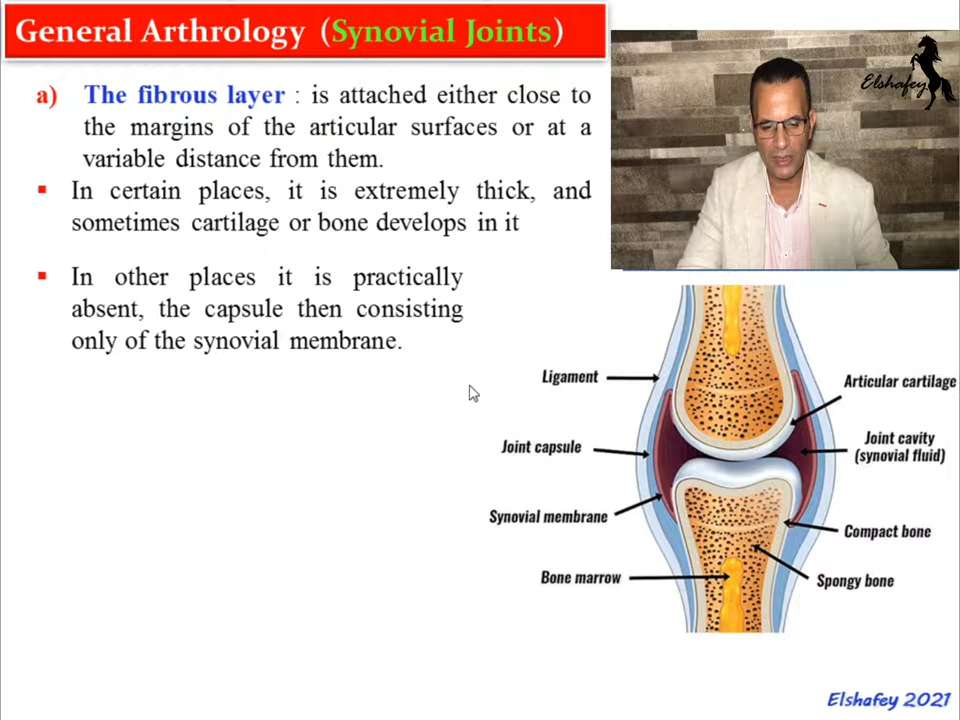 General Arthrology (Synovial Joints)
a) The fibrous layer : is attached either close to
the margins of the articular surfaces or at a
variable distance from them.
▪ In certain places, it is extremely thick, and
sometimes cartilage or bone develops in it
▪ In other places it is practically
absent, the capsule then consisting
only of the synovial membrane.
Elshafey
Ligament
Articular cartilage
Joint capsule
Joint cavity
(synovial fluid)
Synovial membrane
Compact bone
Bone marrow
Spongy bone
Elshafey 2021